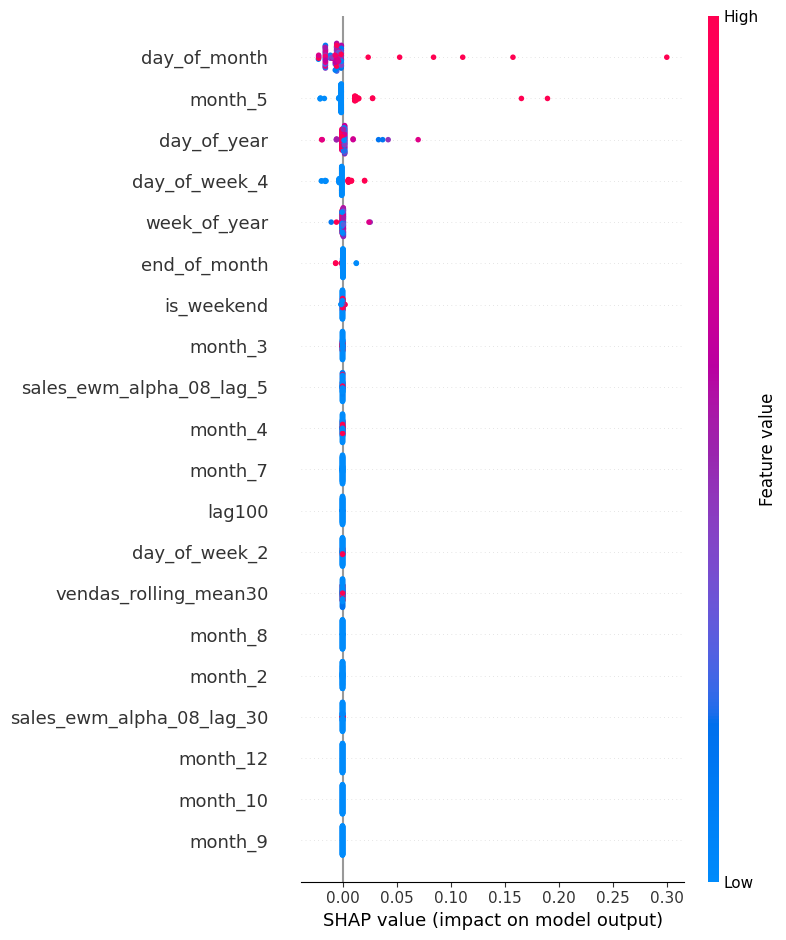 High
day_of_month
month_5
day_of_year
day_of_week_4
week_of_year
end_of_month
is_weekend
month_3
sales_ewm_alpha_08_lag_5
month_4
month_7
lag100
day_of_week_2
vendas_rolling_mean30
month_8
month_2
sales_ewm_alpha_08_lag_30
month_12
month_10
month_9
Feature value
Low
0.00 0.05 0.10 0.15 0.20 0.25 0.30
SHAP value (impact on model output)